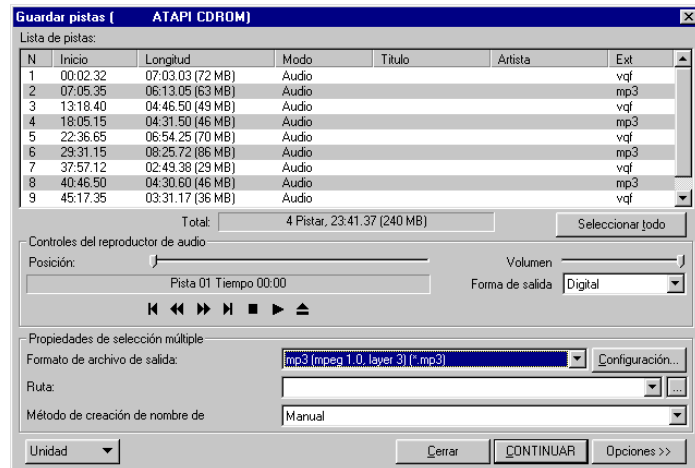 Guardar pistas ( ATAPI CDROM)
Lista de pistas:
N Inicio Longitud Modo Título Artista Ext
1 00:02.32 07:03.03 (72 MB) Audio vqf
2 07:05.35 06:13.05 (63 MB) Audio mp3
3 13:18.40 04:46.50 (49 MB) Audio vqf
4 18:05.15 04:31.50 (46 MB) Audio mp3
5 22:36.65 06:54.25 (70 MB) Audio vqf
6 29:31.15 08:25.72 (86 MB) Audio mp3
7 37:57.12 02:49.38 (29 MB) Audio vqf
8 40:46.50 04:30.60 (46 MB) Audio mp3
9 45:17.35 03:31.17 (36 MB) Audio vqf
Total: 4 Pistar, 23:41.37 (240 MB) Seleccionar todo
Controles del reproductor de audio
Posición: Volumen
Pista 01 Tiempo 00:00 Forma de salida Digital
Propiedades de selección múltiple
Formato de archivo de salida: mp3 (mpeg 1.0, layer 3) (*.mp3) Configuración...
Ruta: ...
Método de creación de nombre de Manual
Unidad Cerrar CONTINUAR Opciones >>